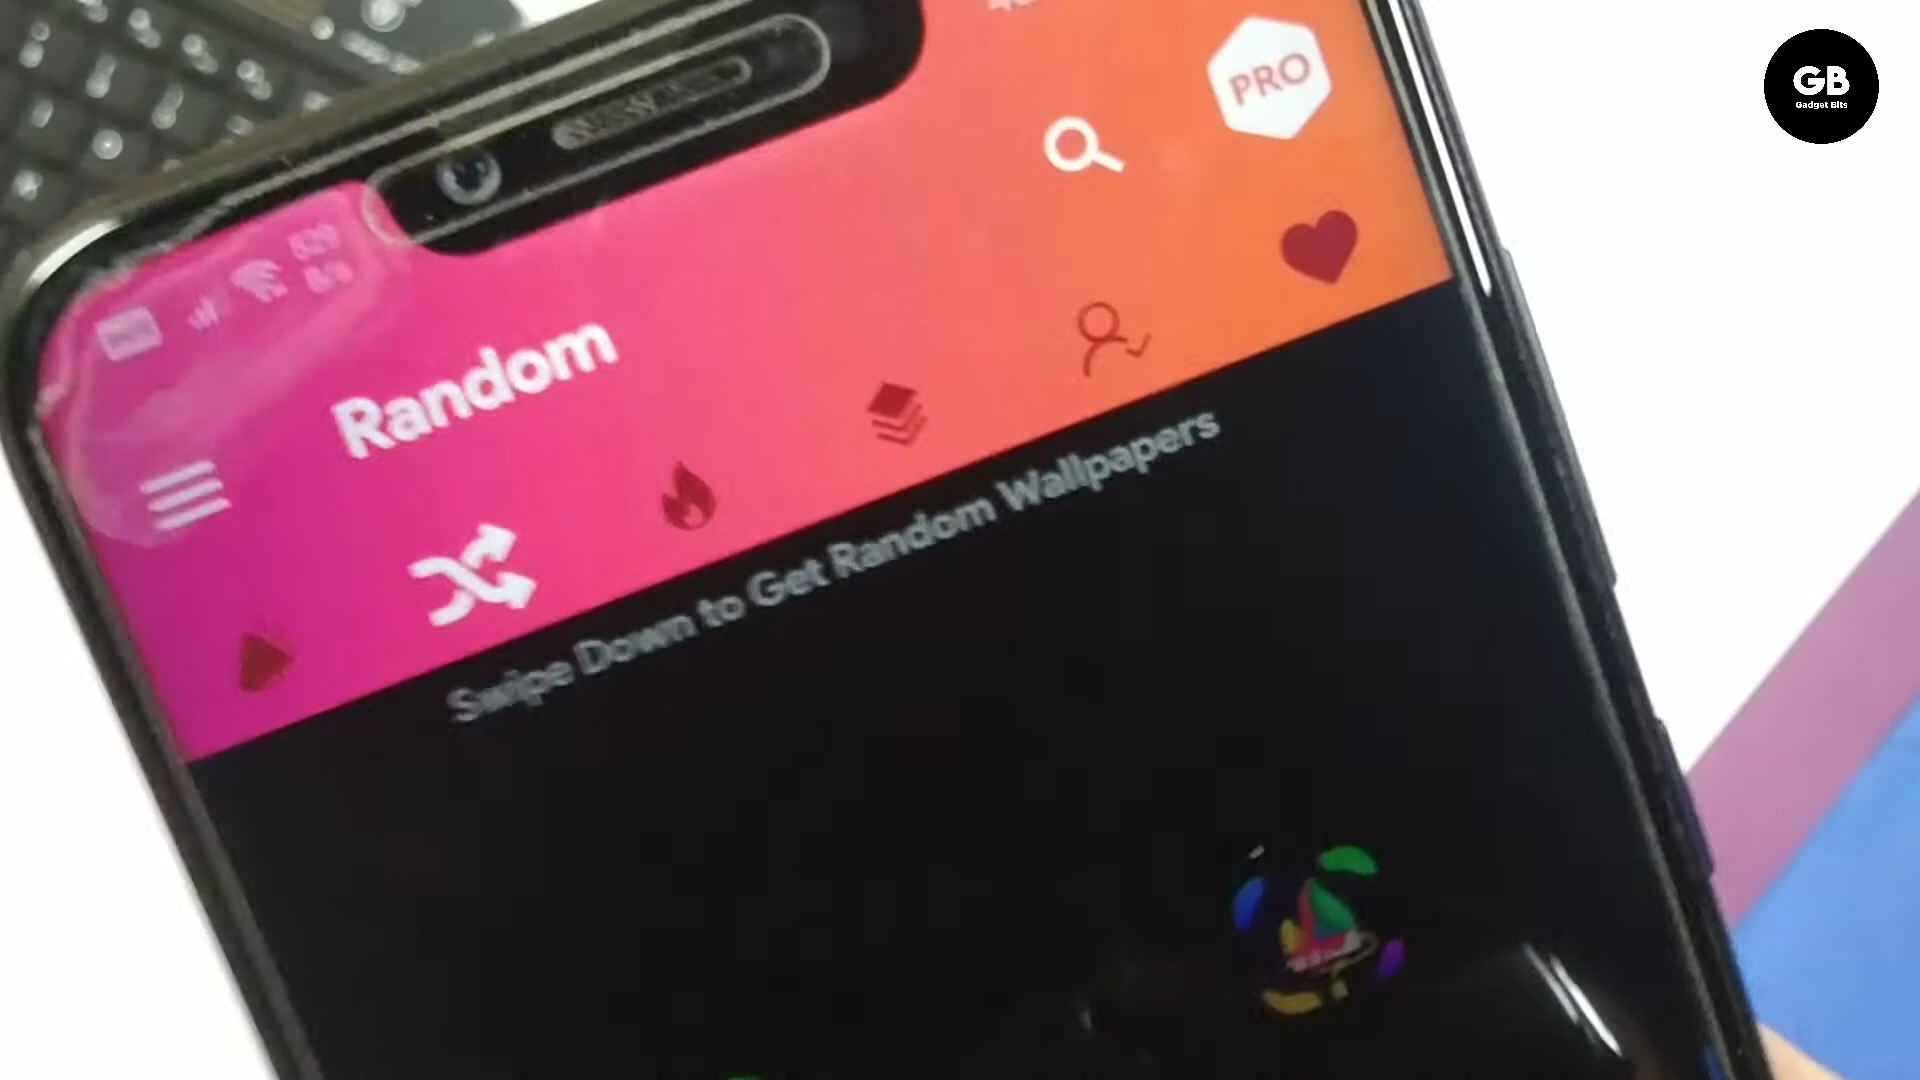 PRO
Random
Swipe Down to Get Random Wallpapers
GB
Gadget Bits